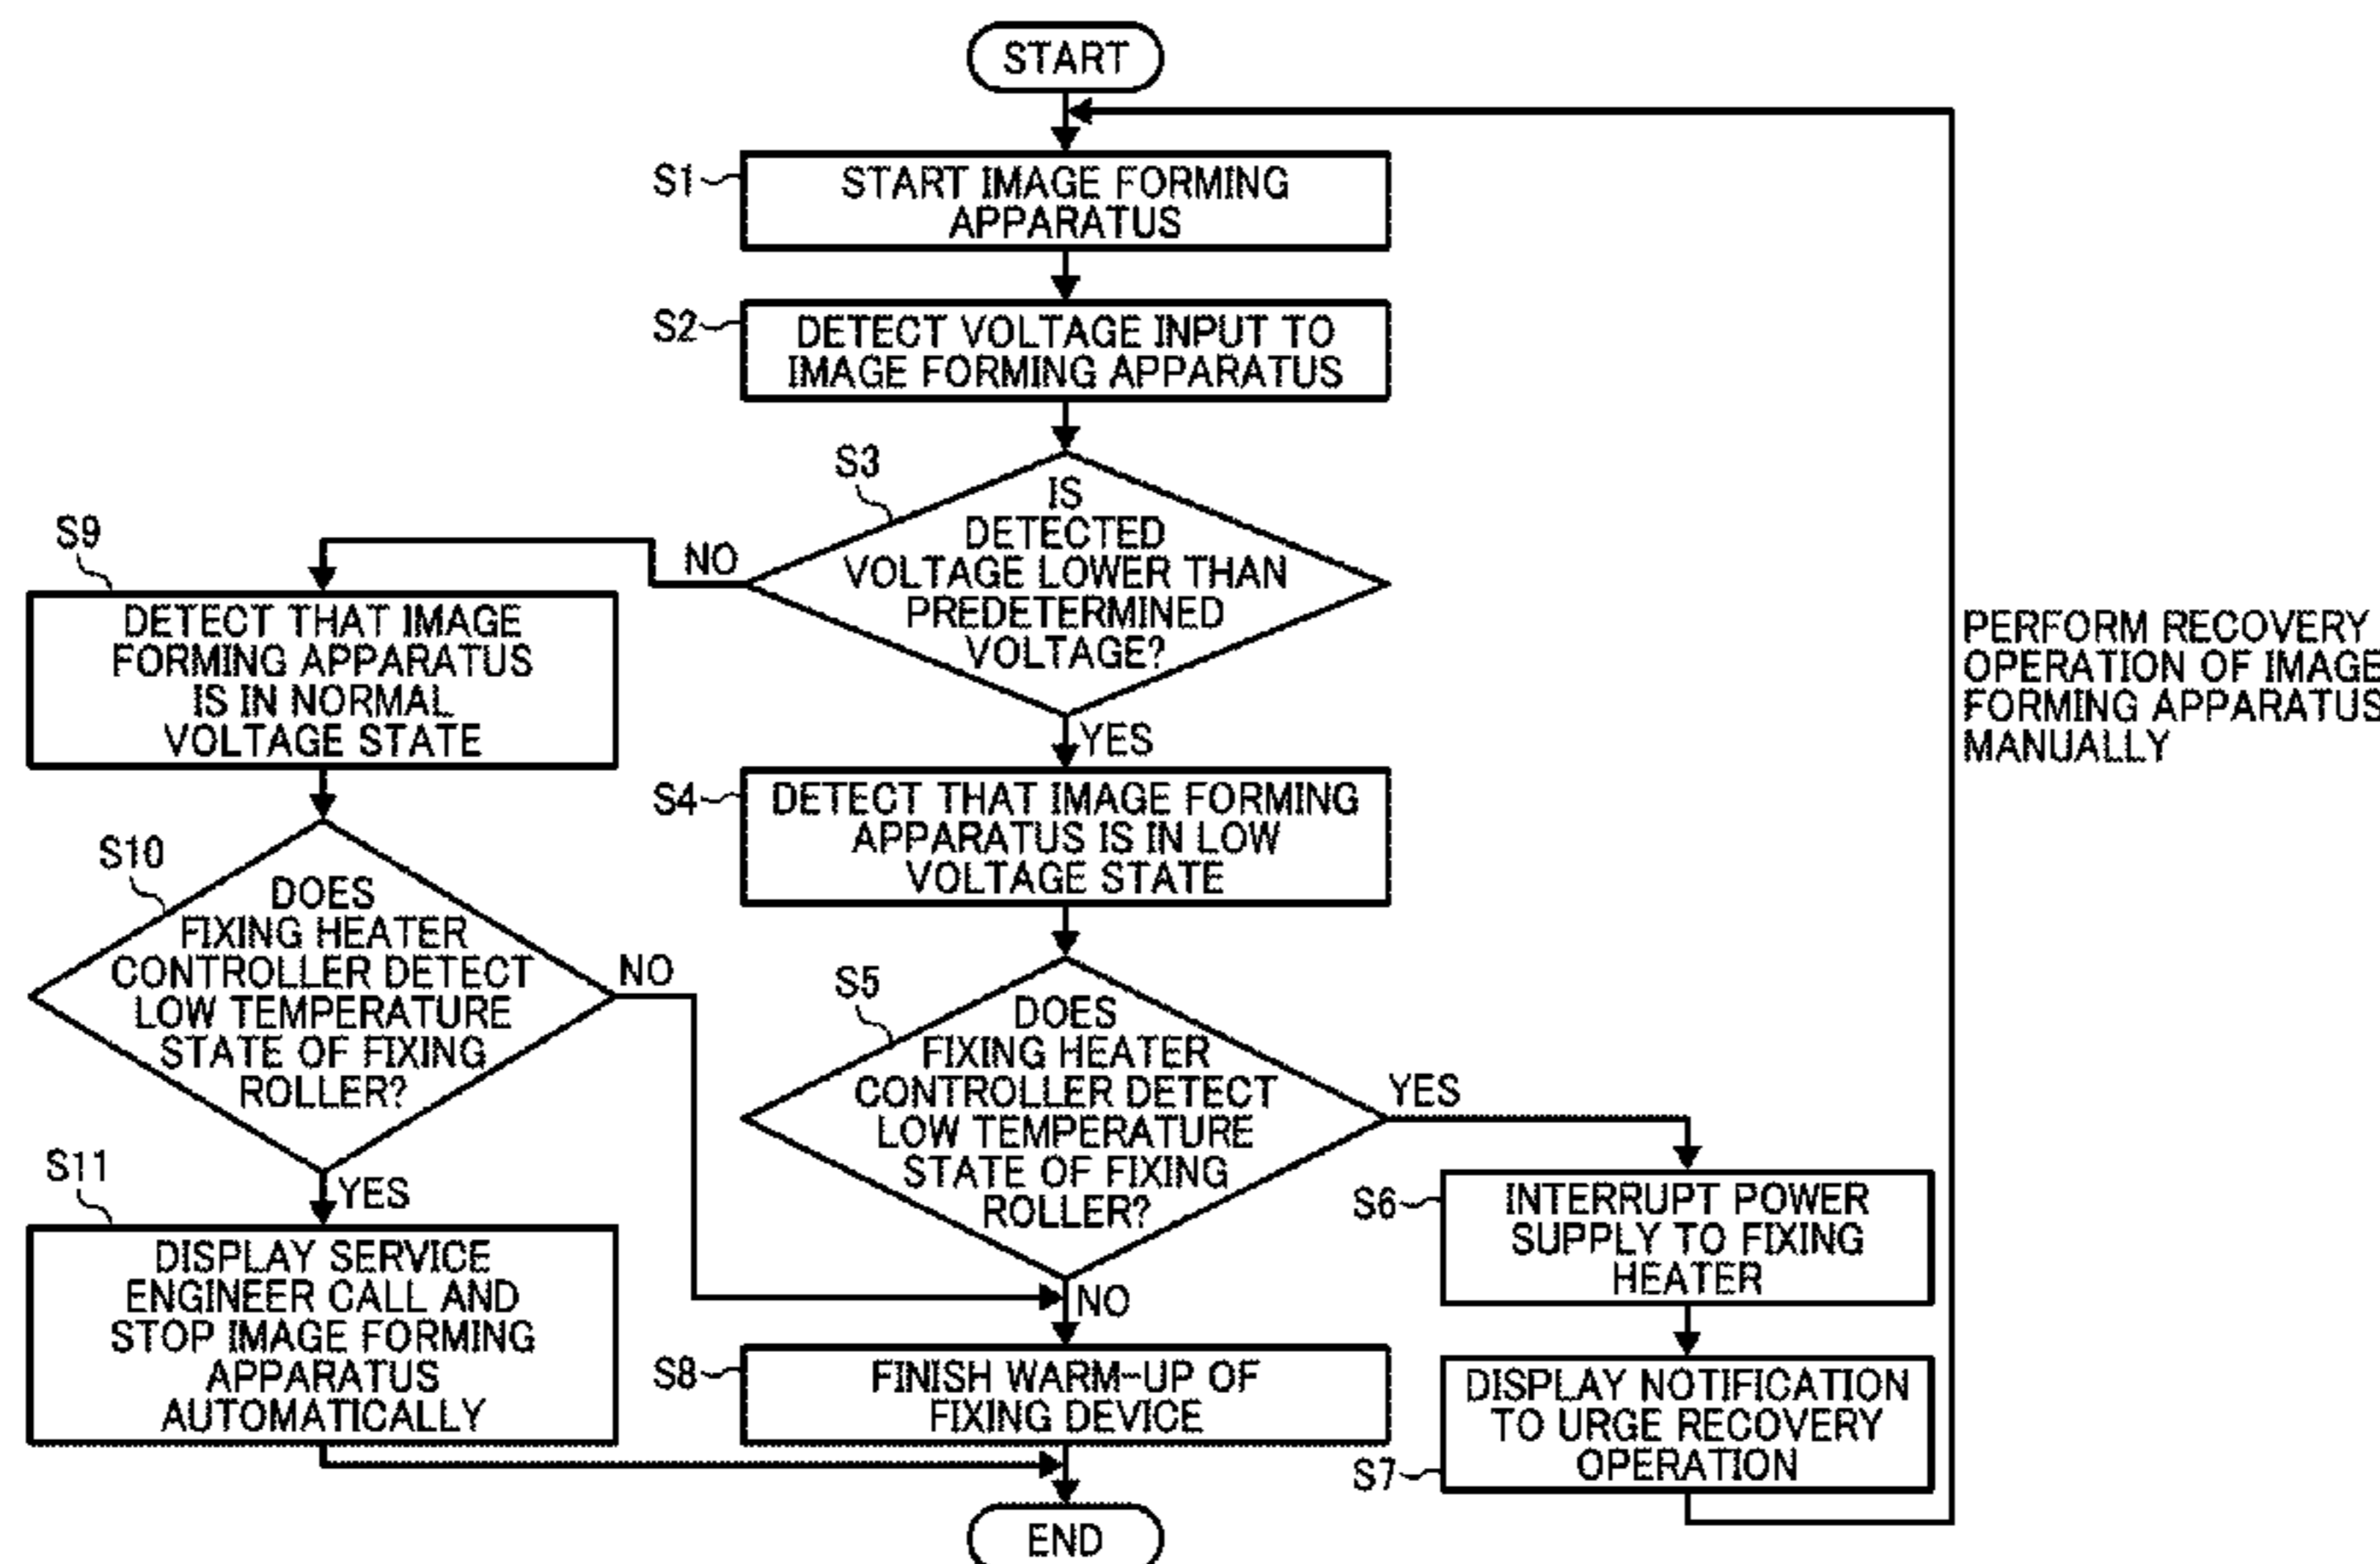 START
S1
START IMAGE FORMING
APPARATUS
S2
DETECT VOLTAGE INPUT TO
IMAGE FORMING APPARATUS
S3
IS
DETECTED
VOLTAGE LOWER THAN
PREDETERMINED
VOLTAGE?
NO
YES
S9
DETECT THAT IMAGE
FORMING APPARATUS
IS IN NORMAL
VOLTAGE STATE
PERFORM RECOVERY
OPERATION OF IMAGE
FORMING APPARATUS
MANUALLY
S4
DETECT THAT IMAGE FORMING
APPARATUS IS IN LOW
VOLTAGE STATE
S10
DOES
FIXING HEATER
CONTROLLER DETECT
LOW TEMPERATURE
STATE OF FIXING
ROLLER?
NO
YES
S5
DOES
FIXING HEATER
CONTROLLER DETECT
LOW TEMPERATURE
STATE OF FIXING
ROLLER?
YES
NO
S6
INTERRUPT POWER
SUPPLY TO FIXING
HEATER
S11
DISPLAY SERVICE
ENGINEER CALL AND
STOP IMAGE FORMING
APPARATUS
AUTOMATICALLY
S8
FINISH WARM-UP OF
FIXING DEVICE
S7
DISPLAY NOTIFICATION
TO URGE RECOVERY
OPERATION
END